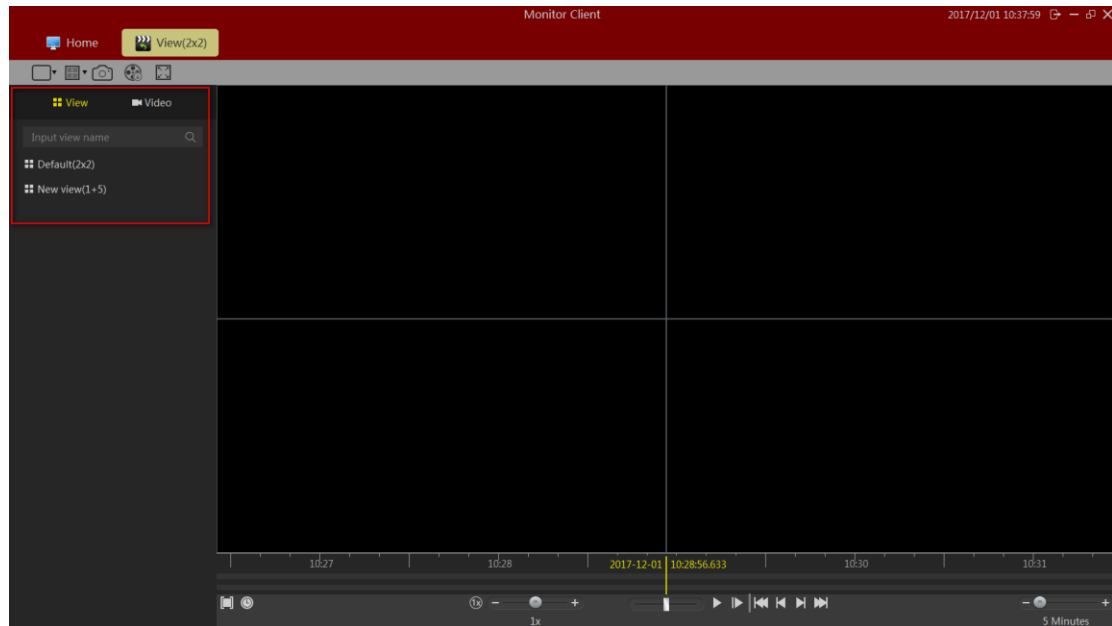 Monitor Client
2017/12/01 10:37:59
Home
View(2x2)
View
Video
Input view name
Default(2x2)
New view(1+5)
10:27
10:28
2017-12-01 10:28:56.633
10:30
10:31
1x
1x
5 Minutes